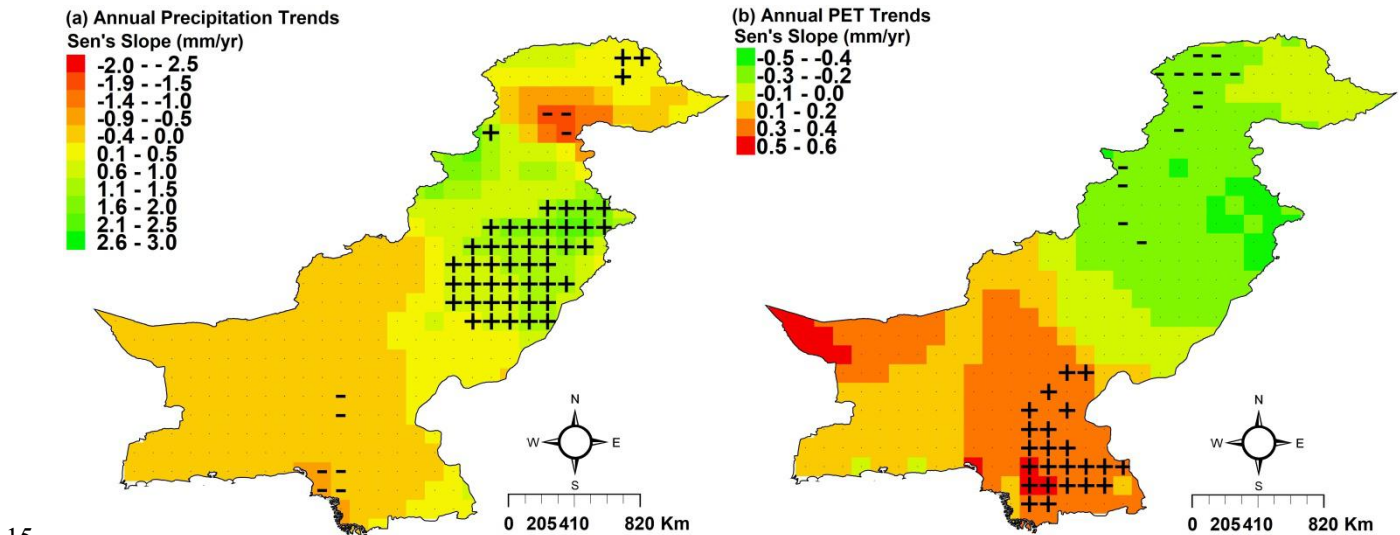 (a) Annual Precipitation Trends
Sen's Slope (mm/yr)
-2.0 - - 2.5
-1.9 - -1.5
-1.4 - -1.0
-0.9 - -0.5
-0.4 - 0.0
0.1 - 0.5
0.6 - 1.0
1.1 - 1.5
1.6 - 2.0
2.1 - 2.5
2.6 - 3.0
N
W E
S
0 205410 820 Km
(b) Annual PET Trends
Sen's Slope (mm/yr)
-0.5 - -0.4
-0.3 - -0.2
-0.1 - 0.0
0.1 - 0.2
0.3 - 0.4
0.5 - 0.6
N
W E
S
0 205410 820 Km
15